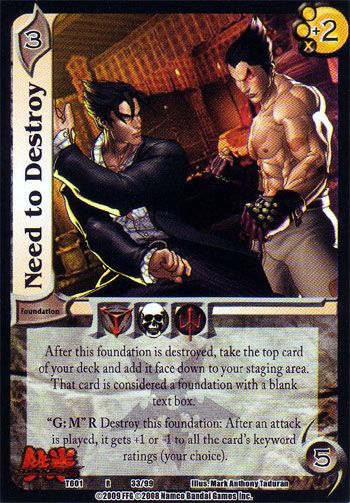 3
+2
Need to Destroy
Foundation
After this foundation is destroyed, take the top card
of your deck and add it face down to your staging area.
That card is considered a foundation with a blank
text box.
"G: M" R Destroy this foundation: After an attack
is played, it gets +1 or -1 to all the card's keyword
ratings (your choice).
5
T601 R 33/99 Illus: Mark Anthony Taduran
©2009 FFG ©2008 Namco Bandai Games Inc.